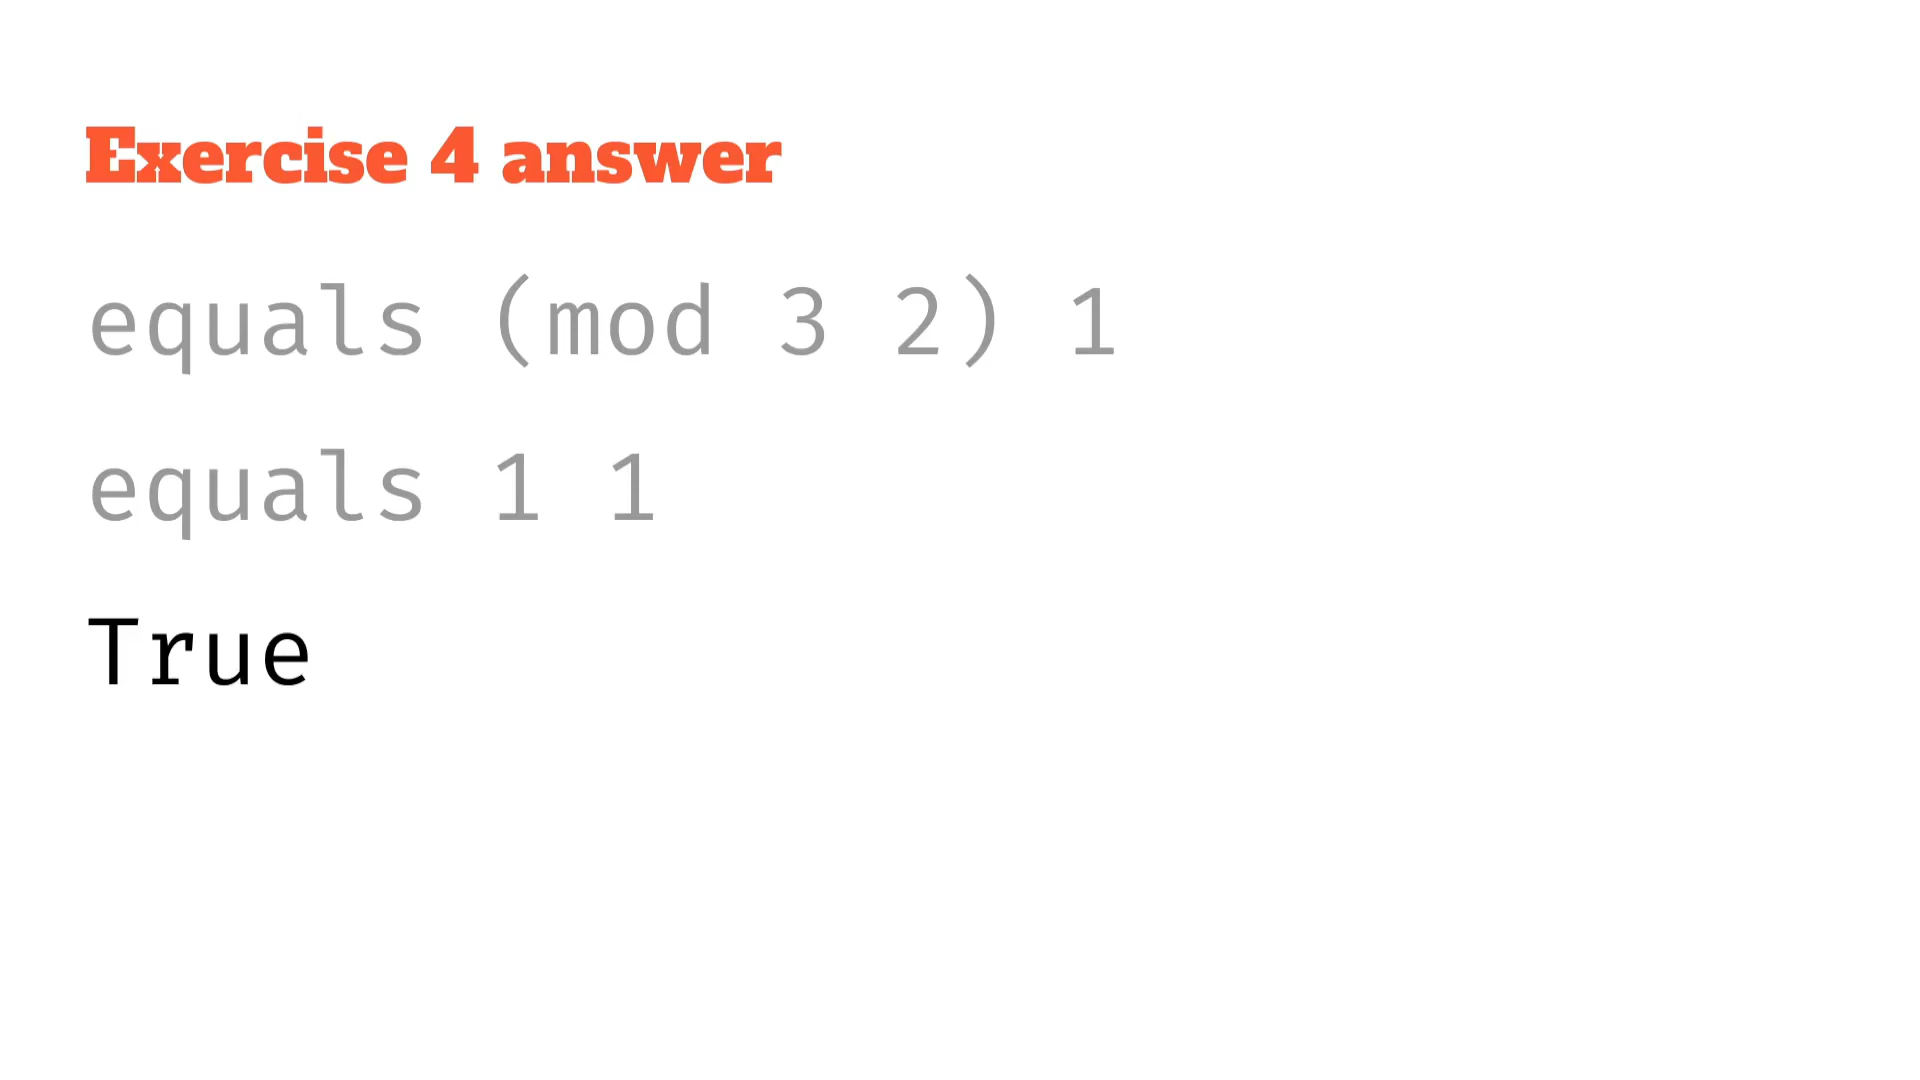 Exercise 4 answer
equals (mod 3 2) 1
equals 1 1
True